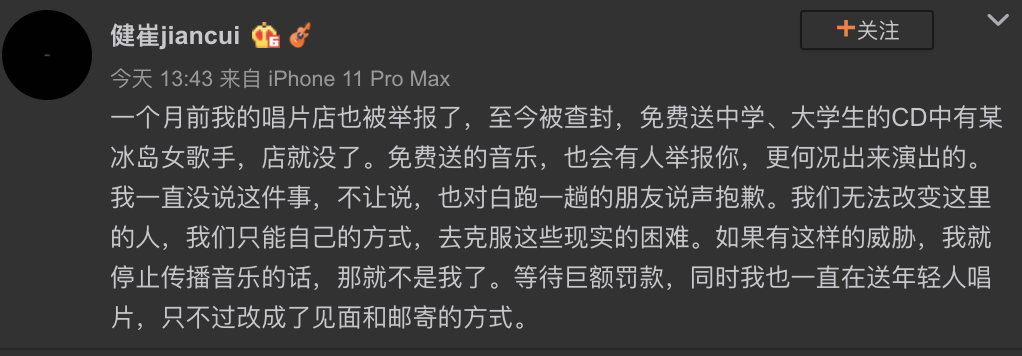 健崔jiancui
+关注
今天 13:43 来自 iPhone 11 Pro Max
一个月前我的唱片店也被举报了，至今被查封，免费送中学、大学生的CD中有某
冰岛女歌手，店就没了。免费送的音乐，也会有人举报你，更何况出来演出的。
我一直没说这件事，不让说，也对白跑一趟的朋友说声抱歉。我们无法改变这里
的人，我们只能自己的方式，去克服这些现实的困难。如果有这样的威胁，我就
停止传播音乐的话，那就不是我了。等待巨额罚款，同时我也一直在送年轻人唱
片，只不过改成了见面和邮寄的方式。